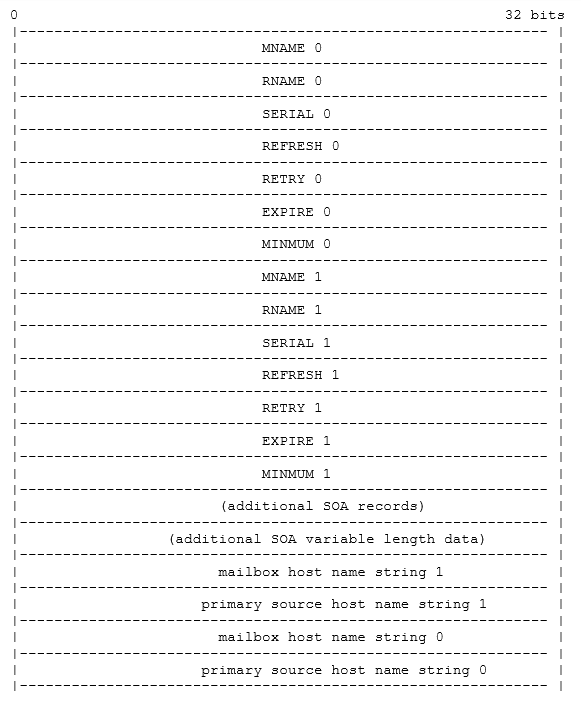 0 32 bits
MNAME 0
RNAME 0
SERIAL 0
REFRESH 0
RETRY 0
EXPIRE 0
MINMUM 0
MNAME 1
RNAME 1
SERIAL 1
REFRESH 1
RETRY 1
EXPIRE 1
MINMUM 1
(additional SOA records)
(additional SOA variable length data)
mailbox host name string 1
primary source host name string 1
mailbox host name string 0
primary source host name string 0